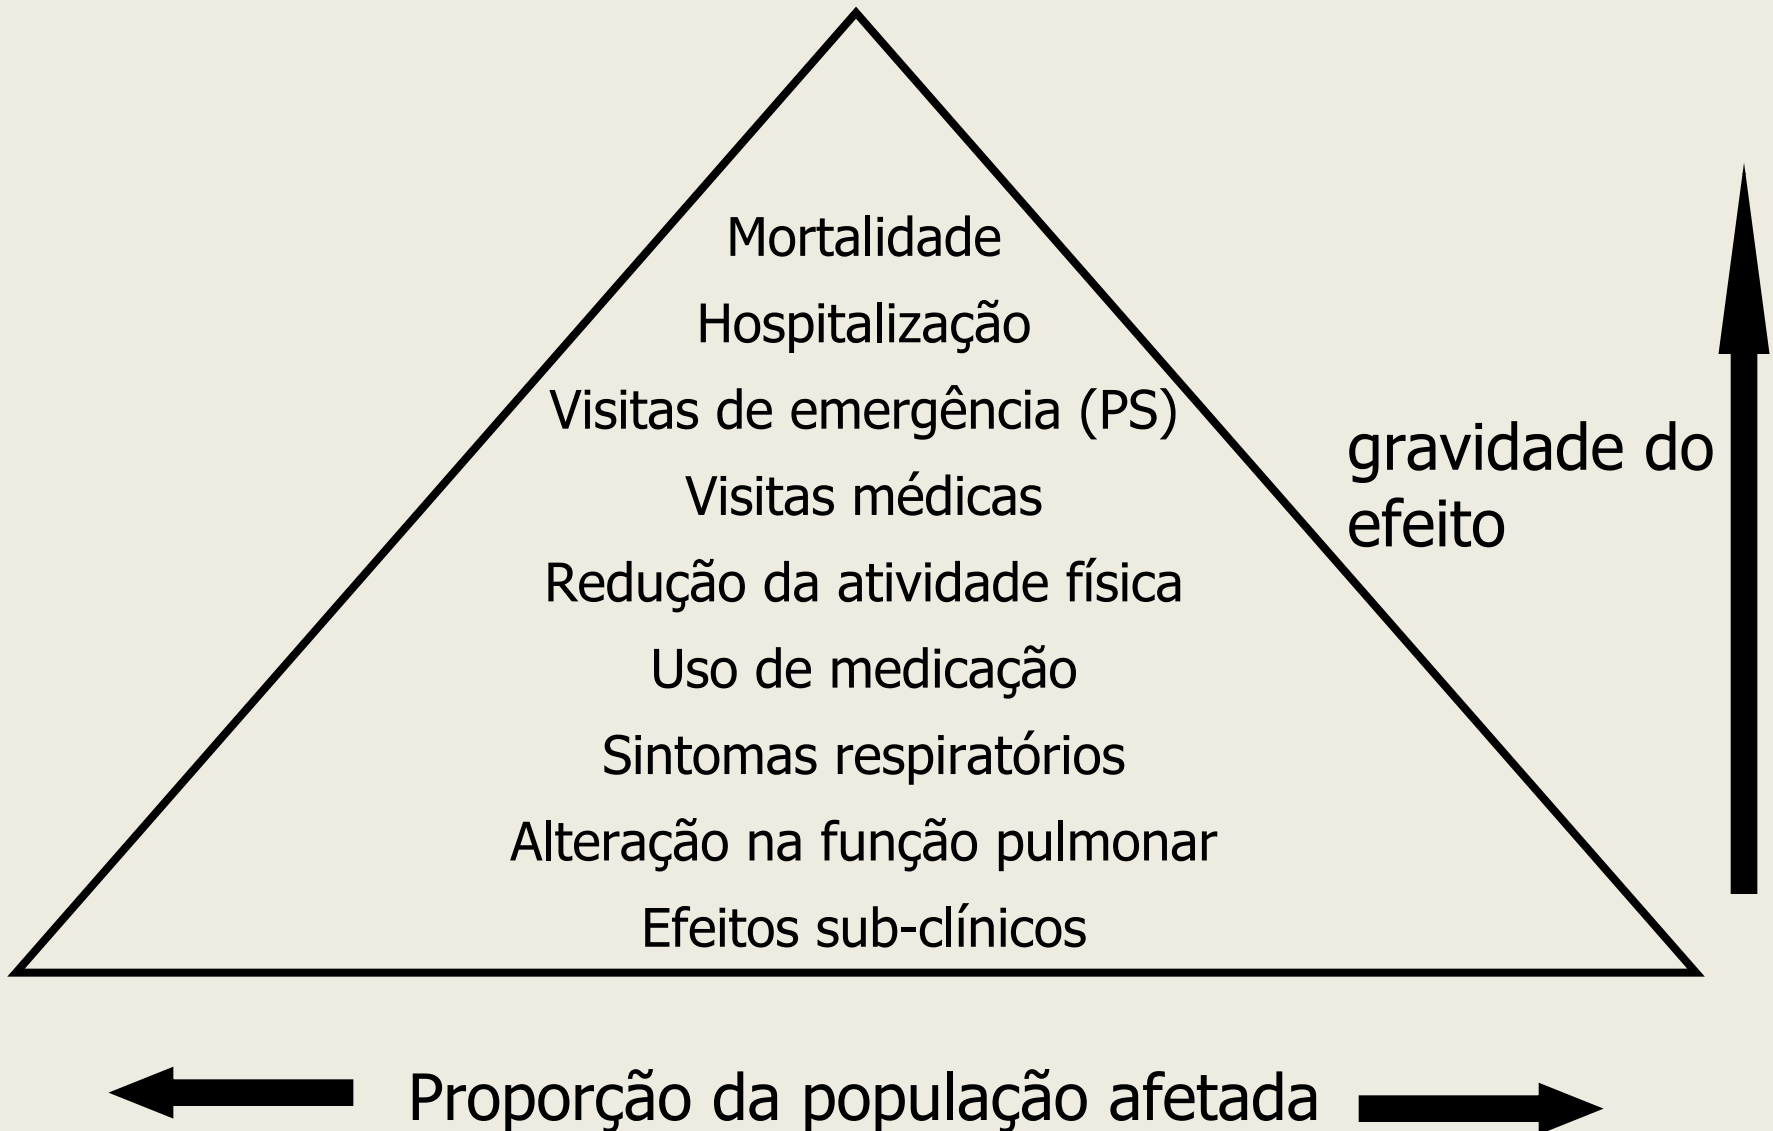 Mortalidade
Hospitalização
Visitas de emergência (PS)
Visitas médicas
Redução da atividade física
Uso de medicação
Sintomas respiratórios
Alteração na função pulmonar
Efeitos sub-clínicos
gravidade do
efeito
Proporção da população afetada